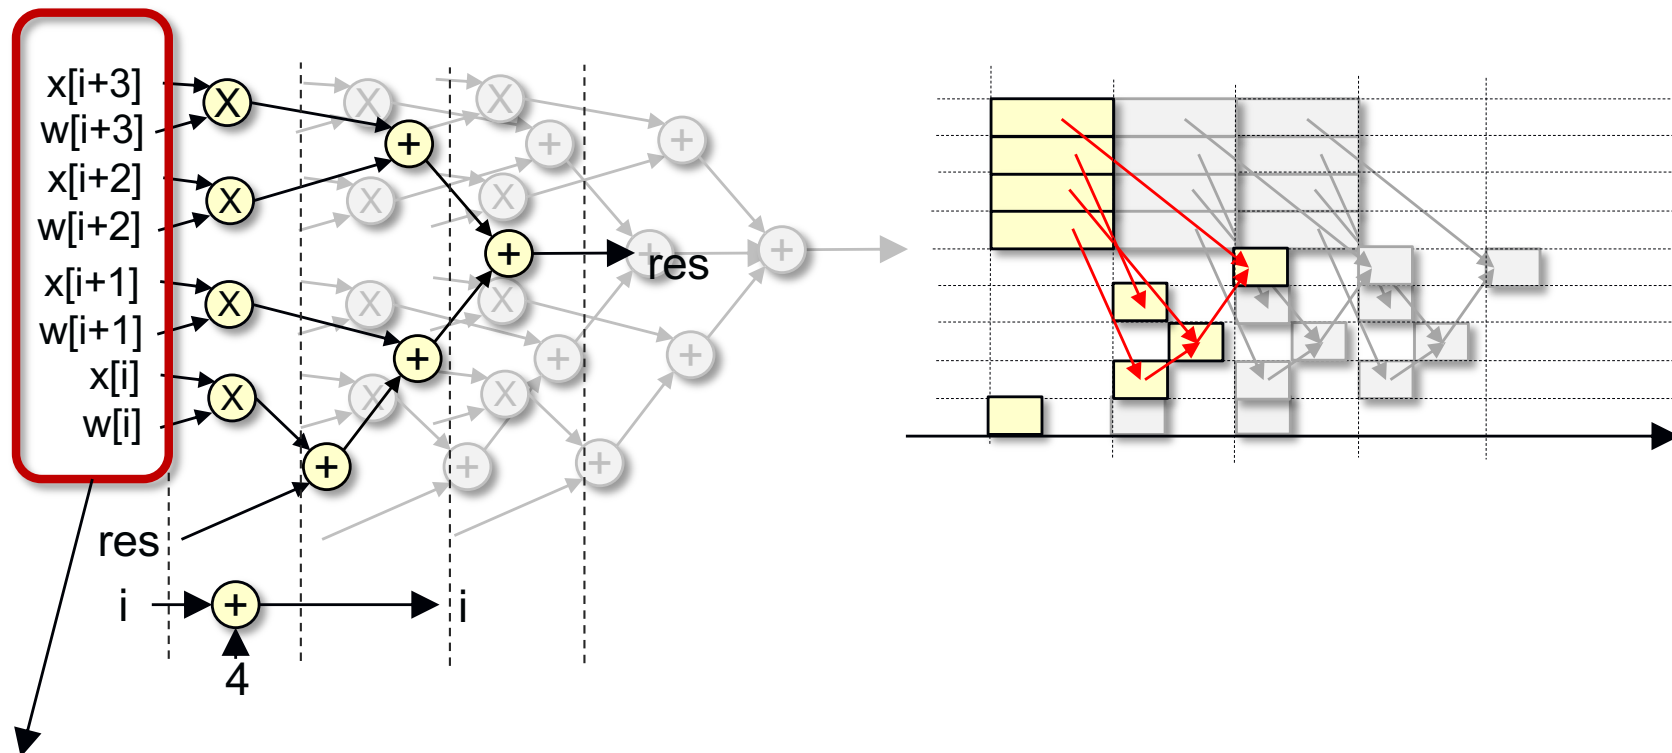 x[i+3]
w[i+3]
x[i+2]
w[i+2]
x[i+1]
w[i+1]
x[i]
w[i]
X
X
X
X
+
+
+
+
res
res
i
+
i
4
X
X
X
X
+
+
+
+
X
X
X
X
+
+
+
+